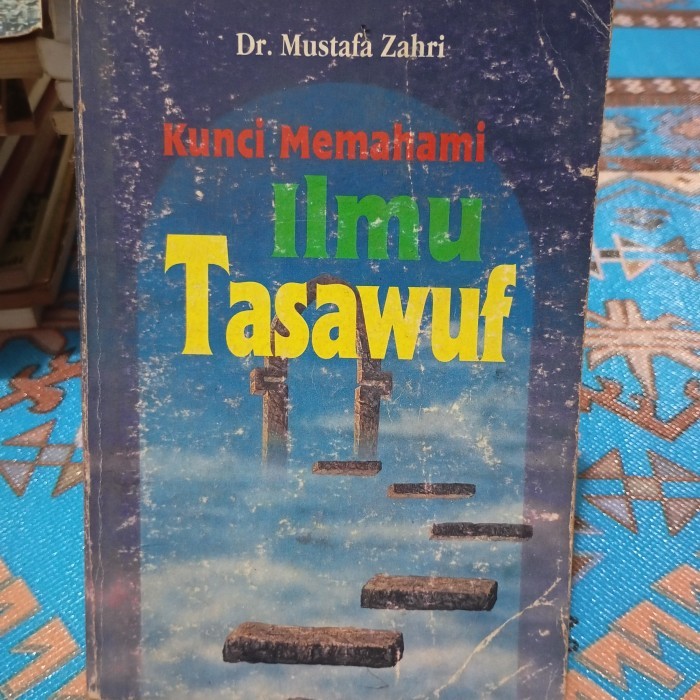 Dr. Mustafa Zahri
Kunci Memahami
Ilmu
Tasawuf